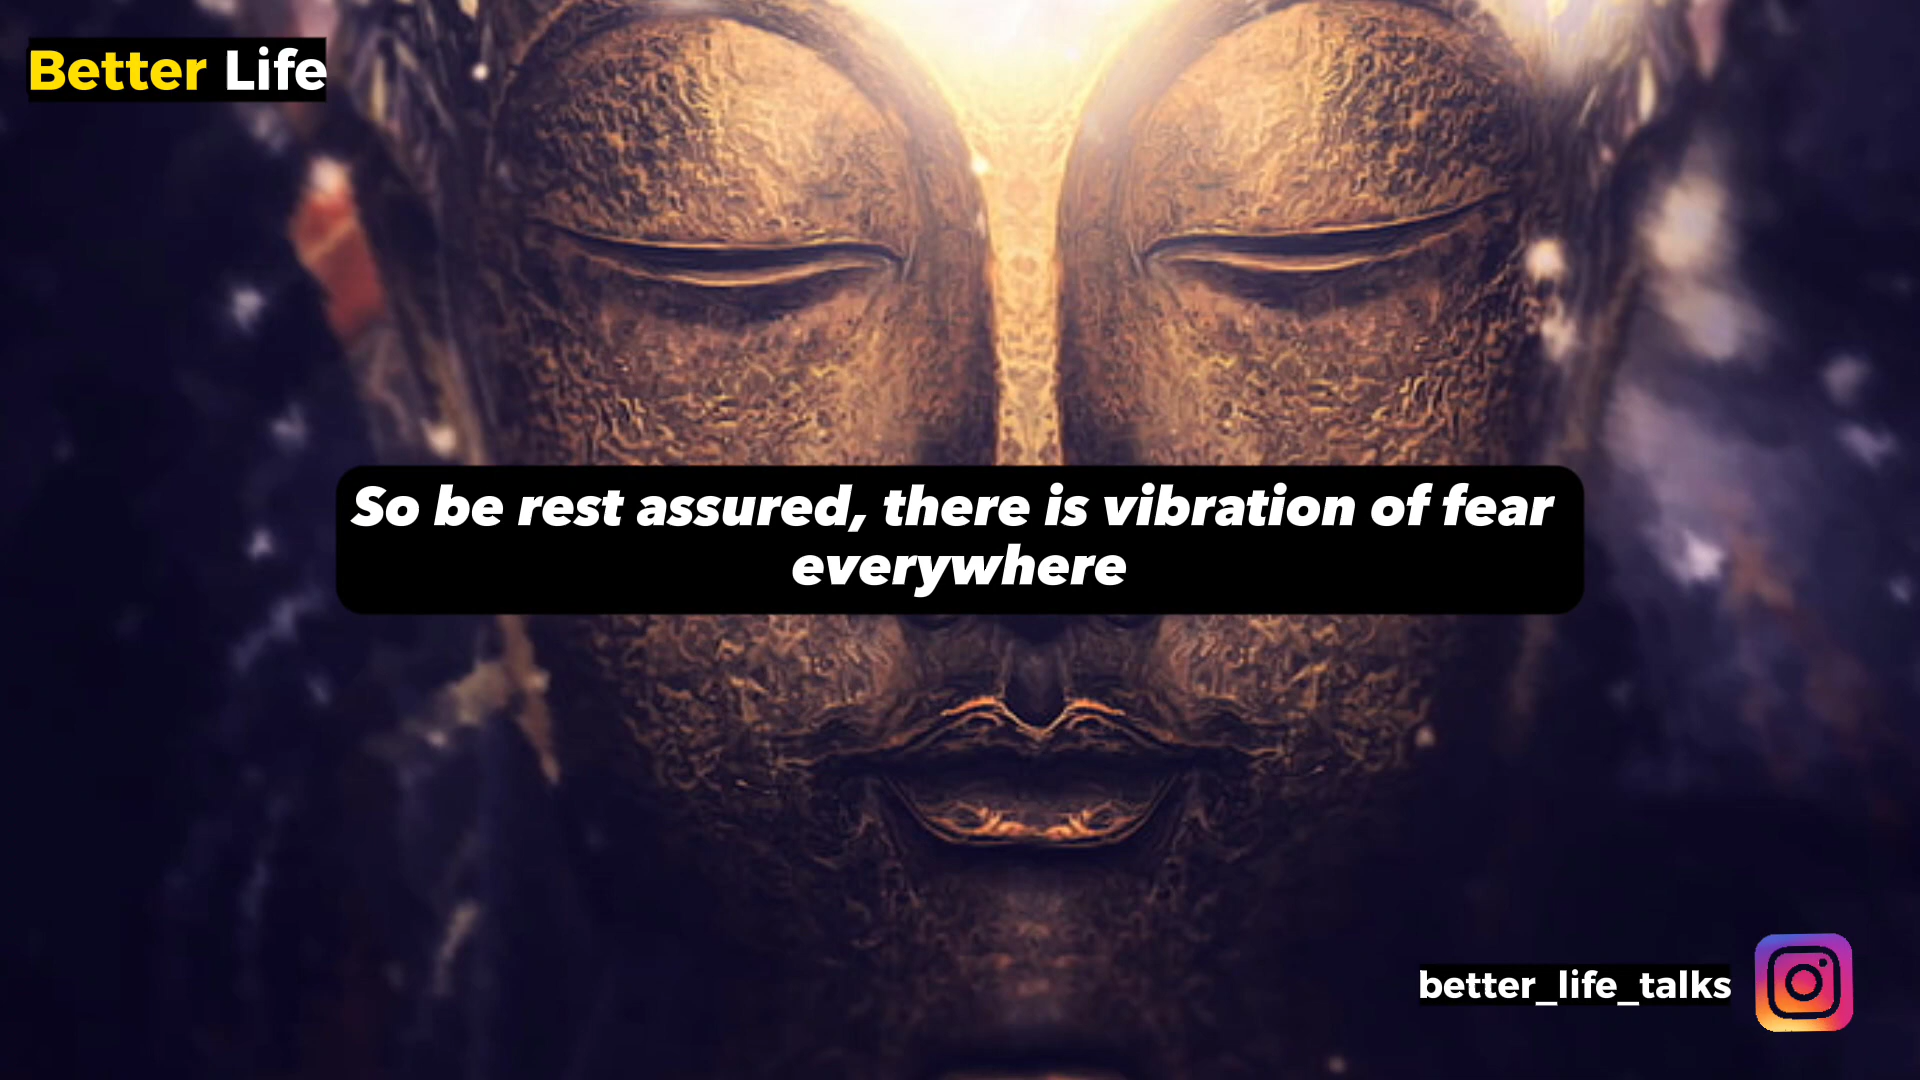 Better Life
So be rest assured, there is vibration of fear
everywhere
better_life_talks